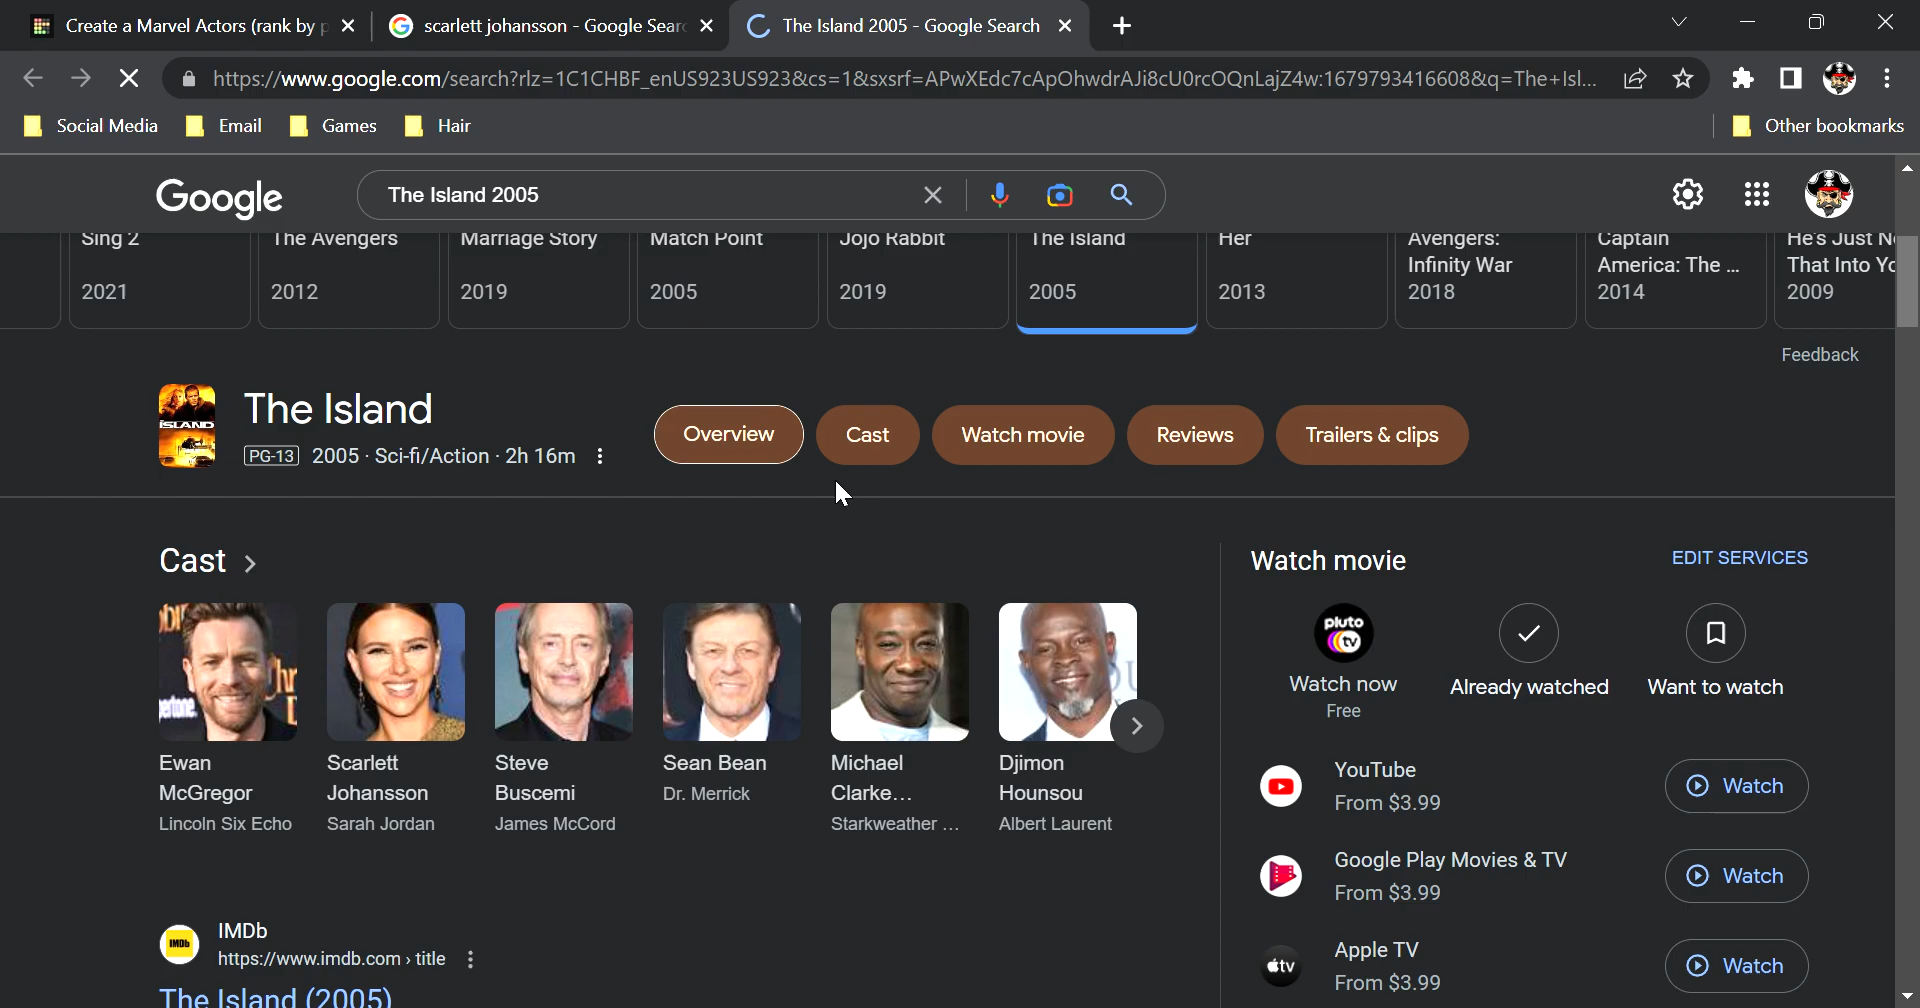 Create a Marvel Actors (rank by p
scarlett johansson - Google Sear
The Island 2005 - Google Search
https://www.google.com/search?rlz=1C1CHBF_enUS923US923&cs=1&sxsrf=APwXEdc7cApOhwdrAJi8cU0rcOQnLajZ4w:1679793416608&q=The+Isl...
Social Media
Email
Games
Hair
Other bookmarks
Google
The Island 2005
Sing 2
2021
The Avengers
2012
Marriage Story
2019
Match Point
2005
Jojo Rabbit
2019
The Island
2005
Her
2013
Avengers:
Infinity War
2018
Captain
America: The ...
2014
He's Just N
That Into Yo
2009
Feedback
ISLAND
The Island
PG-13 2005 · Sci-fi/Action · 2h 16m
Overview
Cast
Watch movie
Reviews
Trailers & clips
Cast
Ewan
McGregor
Lincoln Six Echo
Scarlett
Johansson
Sarah Jordan
Steve
Buscemi
James McCord
Sean Bean
Dr. Merrick
Michael
Clarke...
Starkweather ...
Djimon
Hounsou
Albert Laurent
IMDb
IMDb
https://www.imdb.com › title
The Island (2005)
Watch movie
EDIT SERVICES
pluto
tv
Watch now
Free
Already watched
Want to watch
YouTube
From $3.99
Watch
Google Play Movies & TV
From $3.99
Watch
tv
Apple TV
From $3.99
Watch